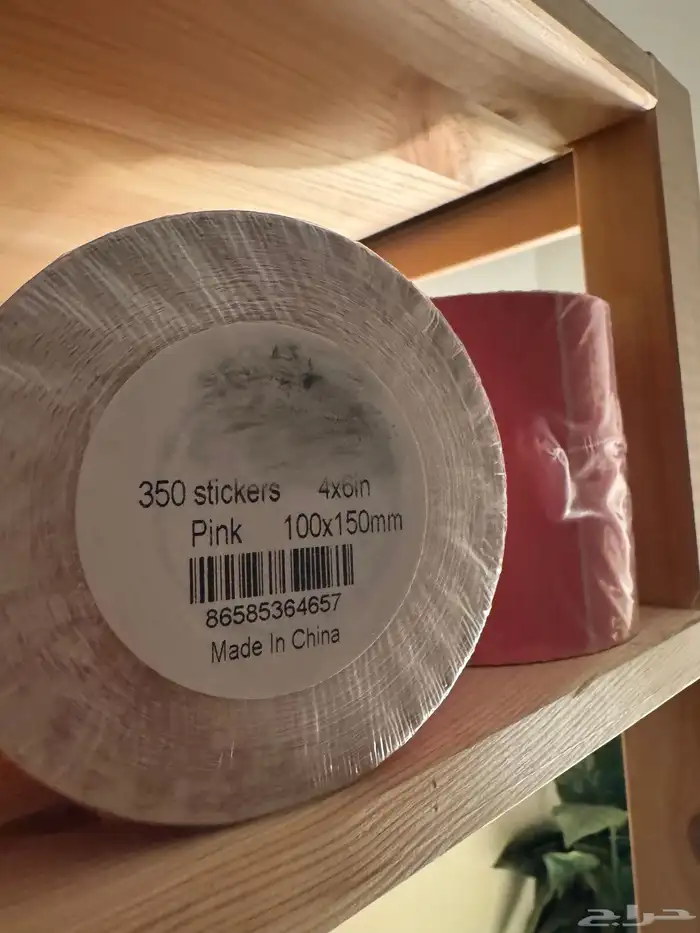 350 stickers 4x6in
Pink 100x150mm
86585364657
Made In China
حراج